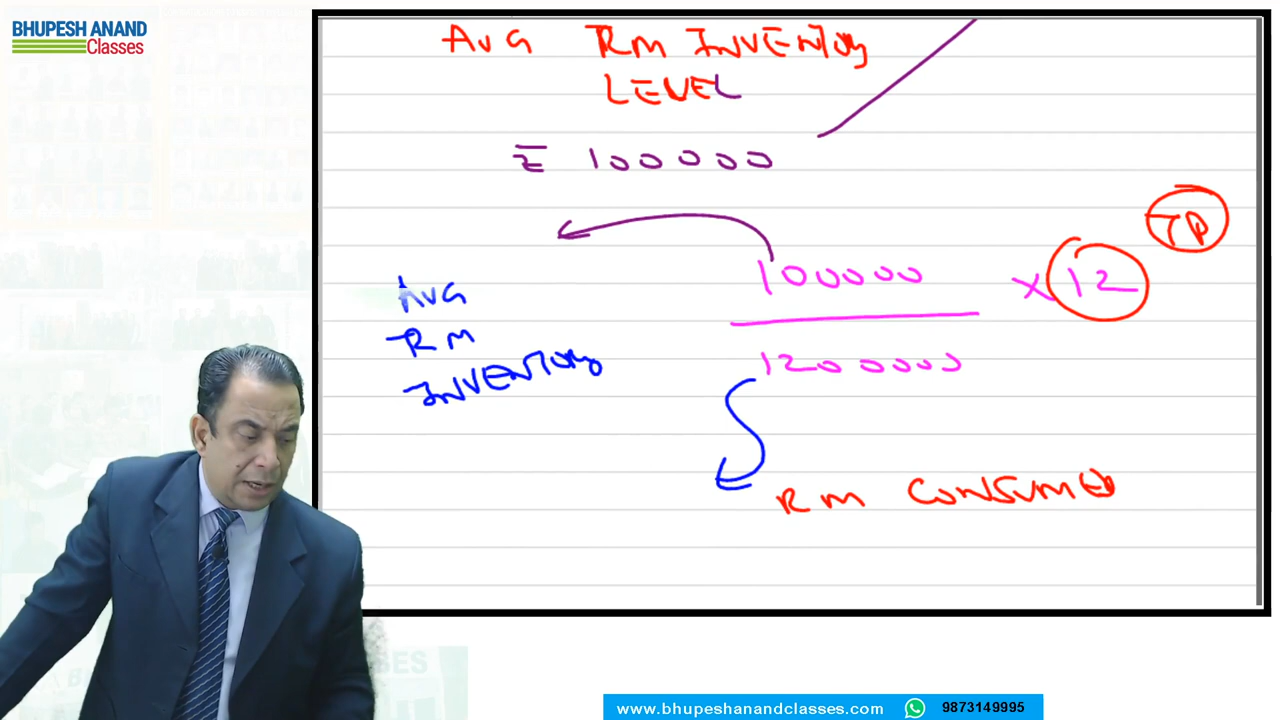 BHUPESH ANAND
Classes
AVG RM INVENTORY
LEVEL
₹ 100000
TP
100000 × 12
1200000
AVG
RM
INVENTORY
RM CONSUMED
www.bhupeshanandclasses.com 9873149995